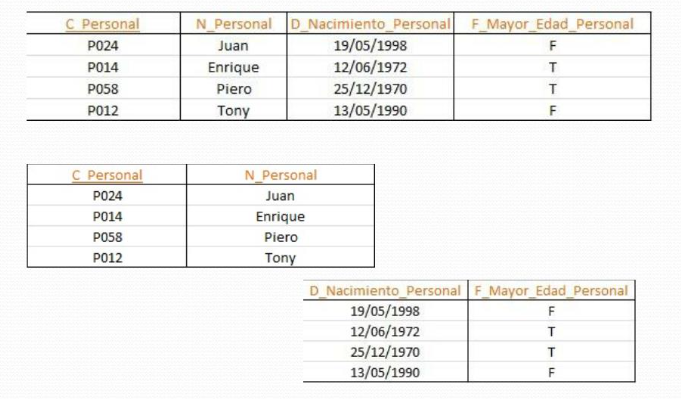 C_Personal N_Personal D_Nacimiento_Personal F_Mayor_Edad_Personal
P024 Juan 19/05/1998 F
P014 Enrique 12/06/1972 T
P058 Piero 25/12/1970 T
P012 Tony 13/05/1990 F
C_Personal N_Personal
P024 Juan
P014 Enrique
P058 Piero
P012 Tony
D_Nacimiento_Personal F_Mayor_Edad_Personal
19/05/1998 F
12/06/1972 T
25/12/1970 T
13/05/1990 F